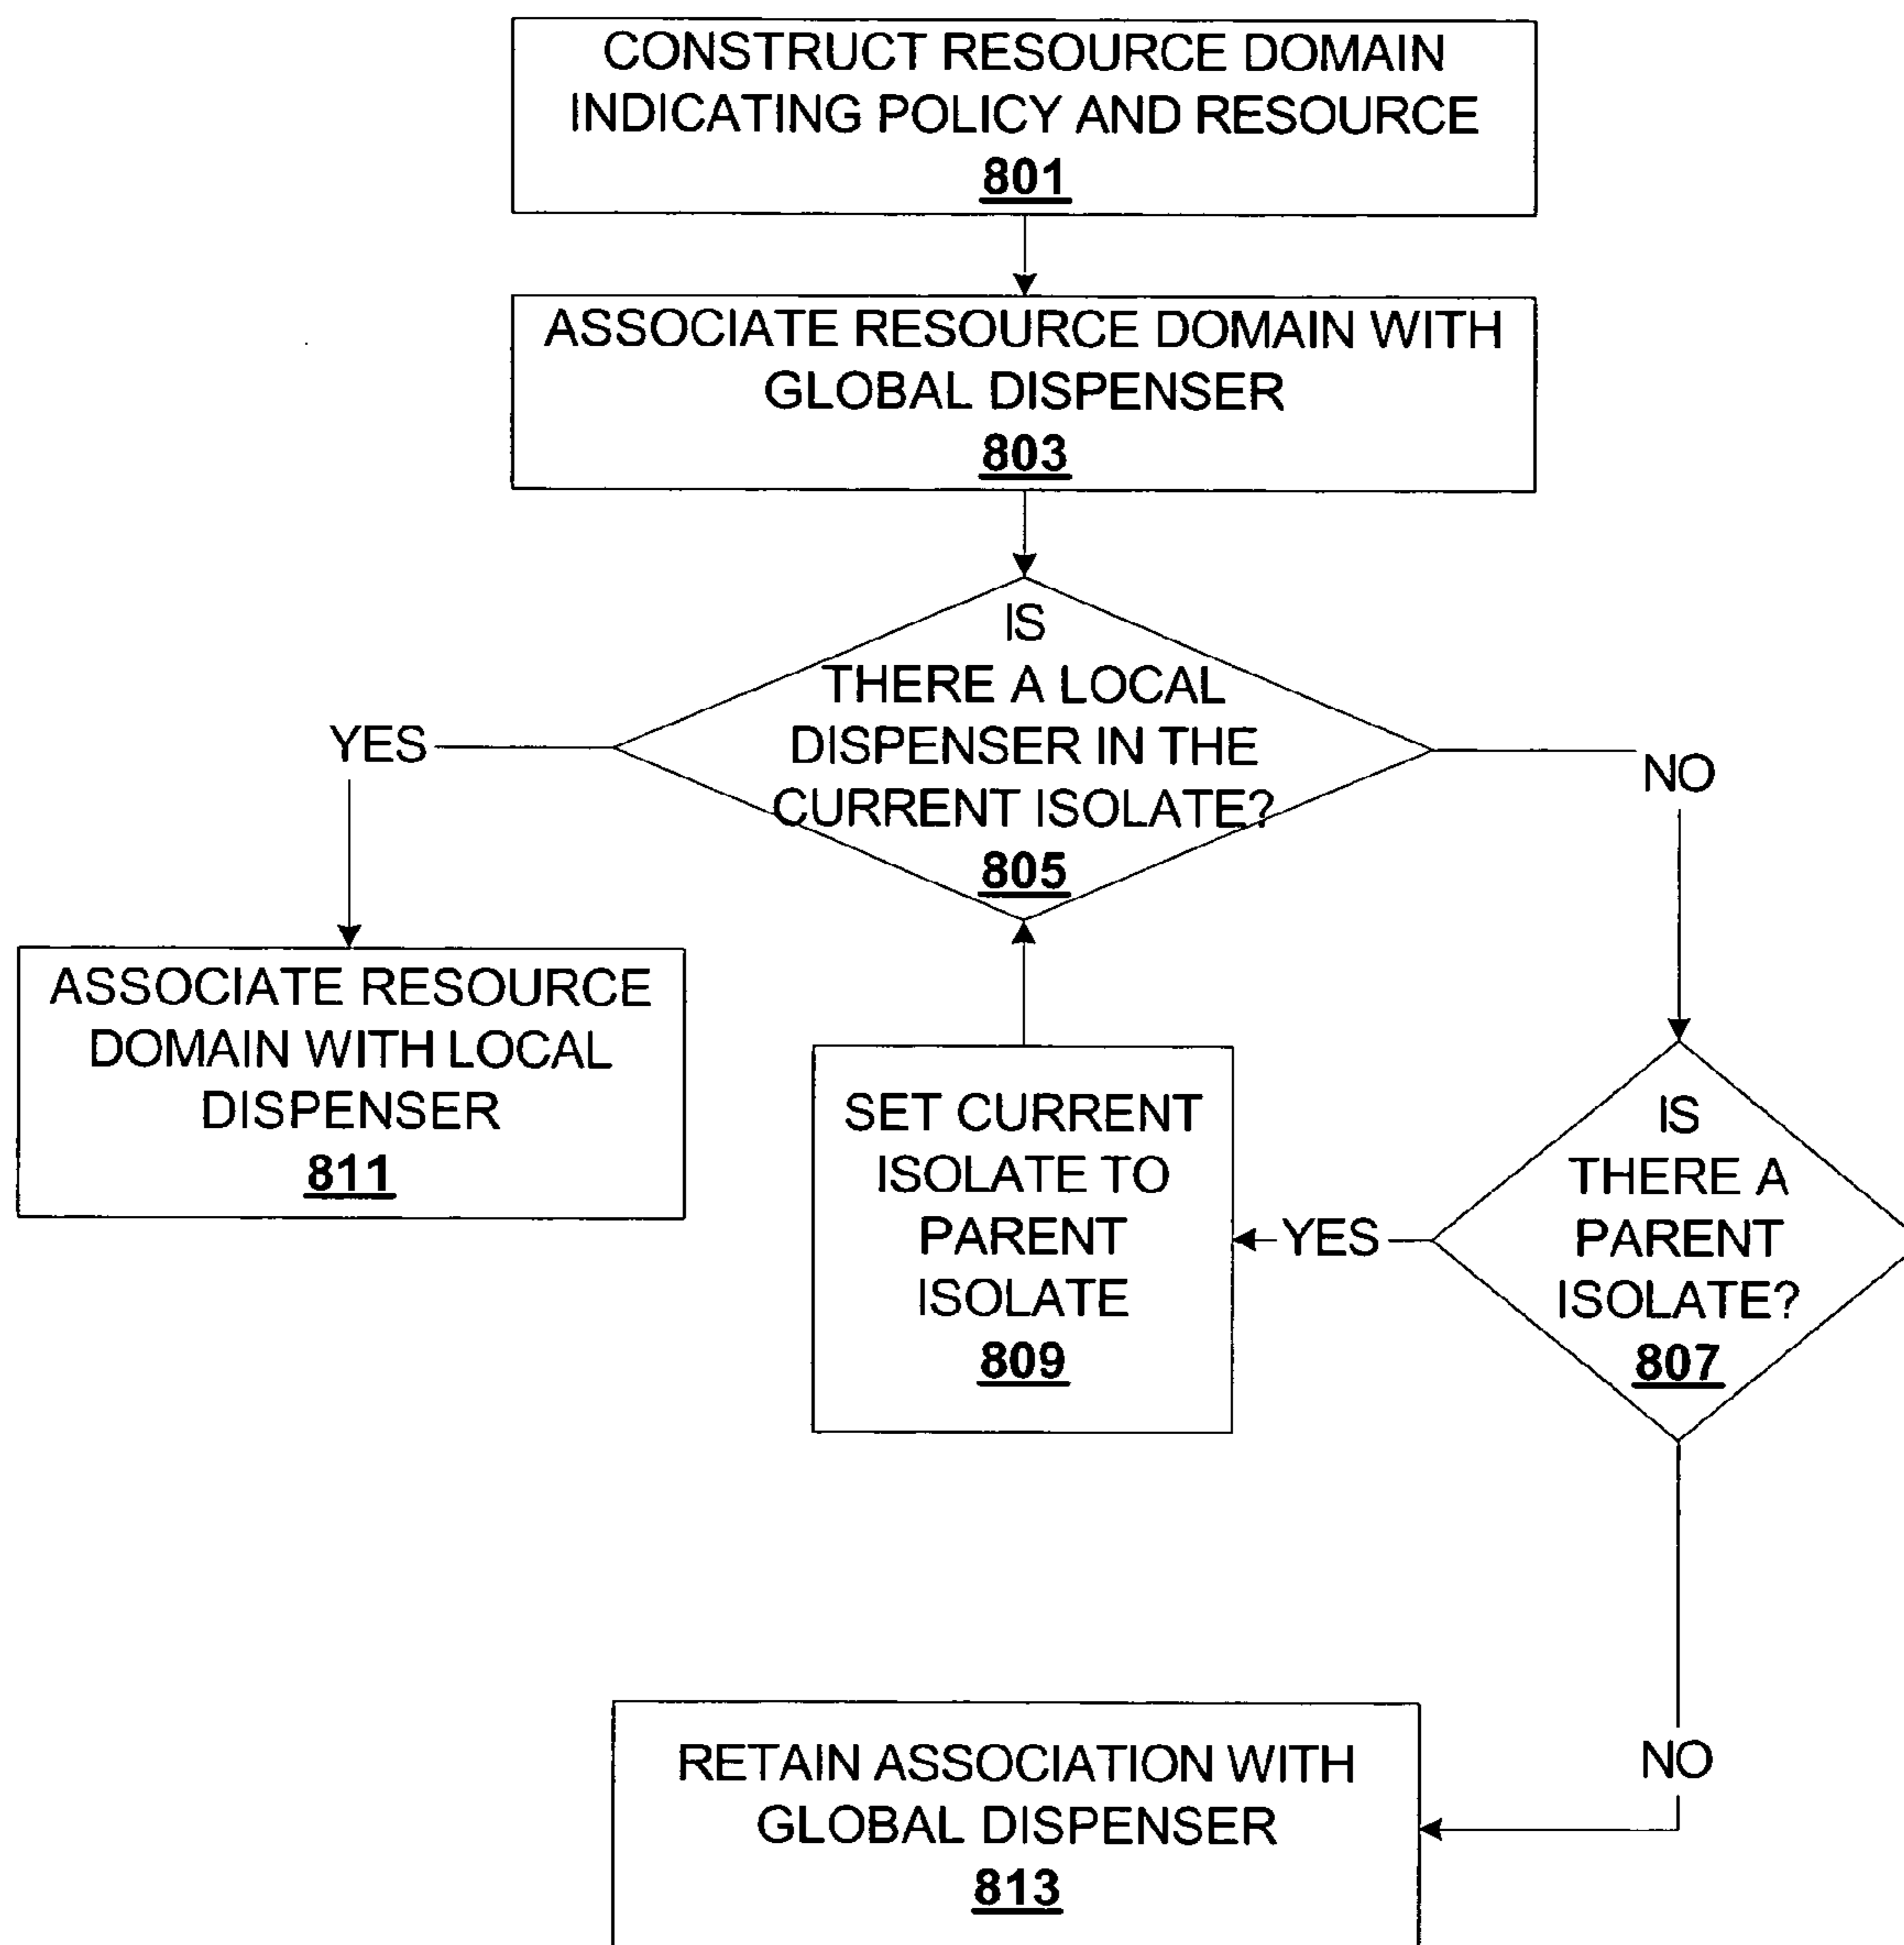 CONSTRUCT RESOURCE DOMAIN
INDICATING POLICY AND RESOURCE
801
ASSOCIATE RESOURCE DOMAIN WITH
GLOBAL DISPENSER
803
IS
THERE A LOCAL
DISPENSER IN THE
CURRENT ISOLATE?
805
YES
NO
ASSOCIATE RESOURCE
DOMAIN WITH LOCAL
DISPENSER
811
SET CURRENT
ISOLATE TO
PARENT
ISOLATE
809
YES
IS
THERE A
PARENT
ISOLATE?
807
NO
RETAIN ASSOCIATION WITH
GLOBAL DISPENSER
813